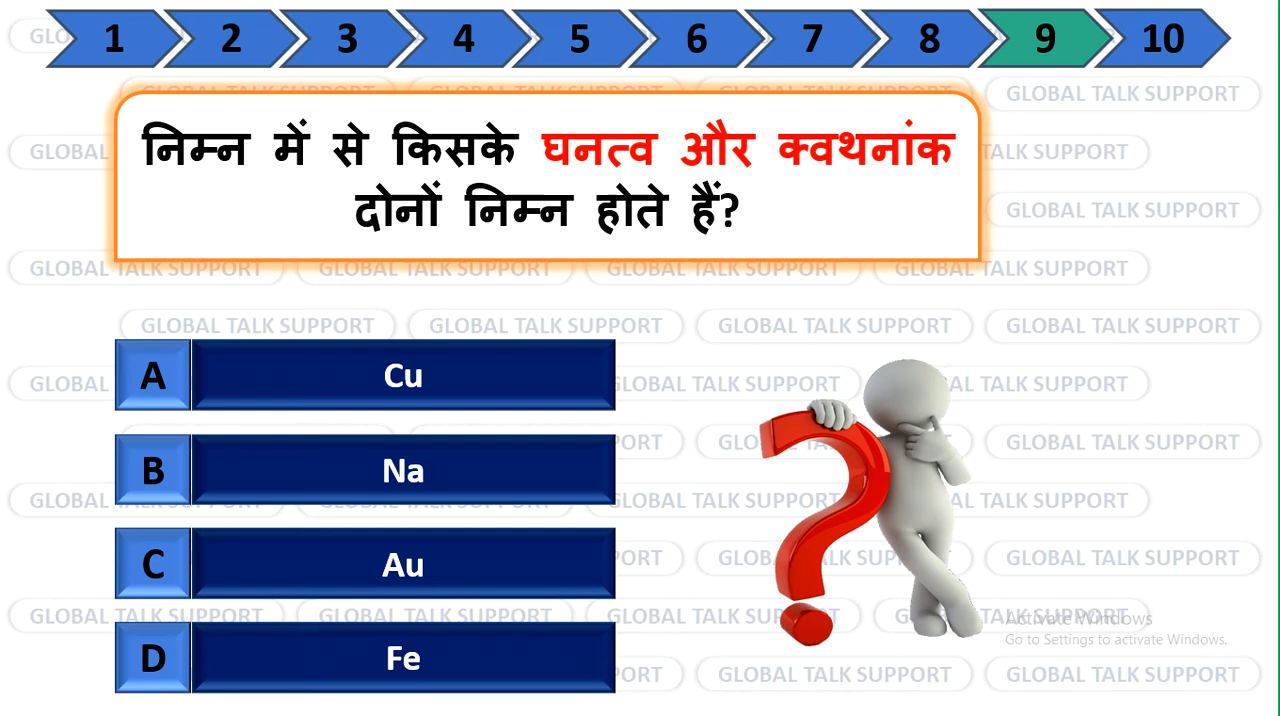 1 2 3 4 5 6 7 8 9 10
निम्न में से किसके घनत्व और क्वथनांक
दोनों निम्न होते हैं?
A Cu
B Na
C Au
D Fe
GLOBAL TALK SUPPORT
Activate Windows
Go to Settings to activate Windows.